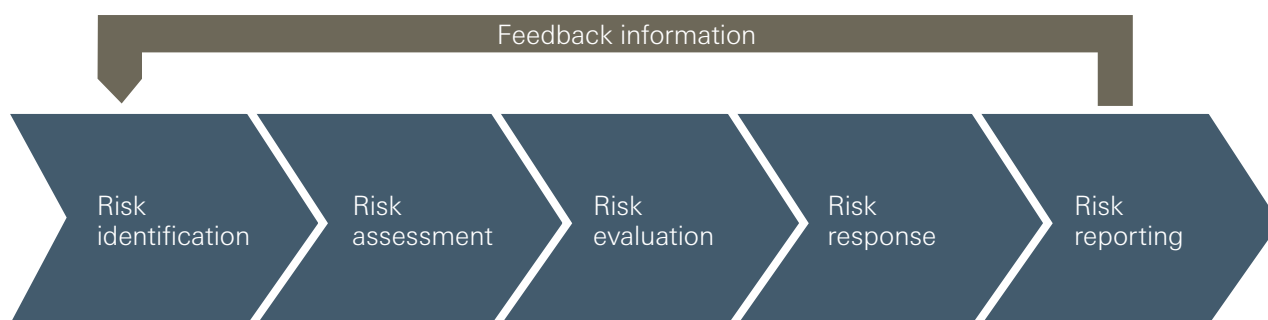 Feedback information
Risk
identification
Risk
assessment
Risk
evaluation
Risk
response
Risk
reporting